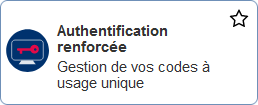 Authentification
renforcée
Gestion de vos codes à
usage unique